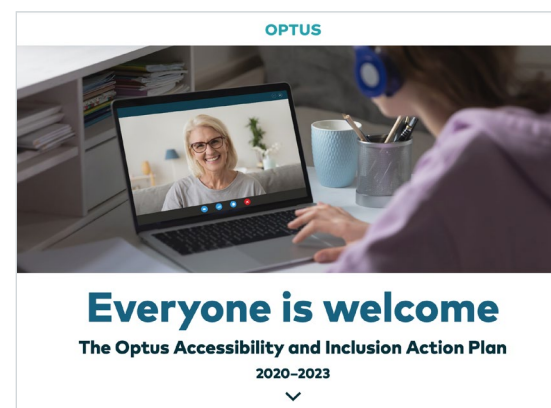 OPTUS
Everyone is welcome
The Optus Accessibility and Inclusion Action Plan
2020–2023